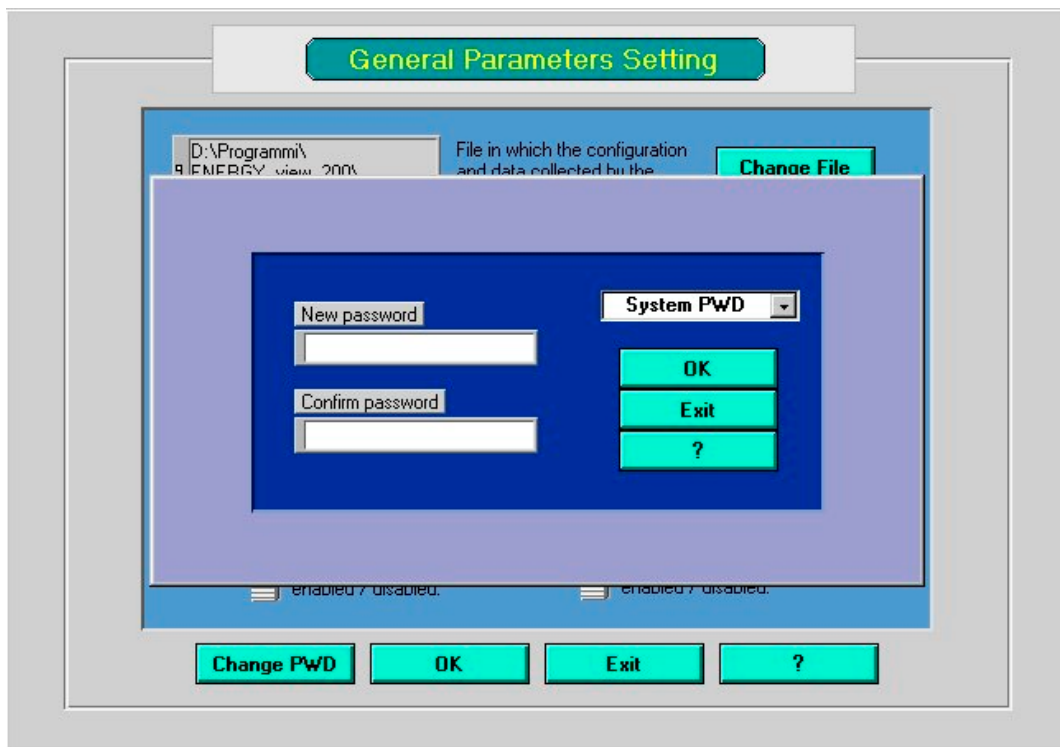 General Parameters Setting
D:\Programmi\
ENERGY_view_200\
File in which the configuration
and data collected by the
Change File
New password
System PWD
OK
Confirm password
Exit
?
enabled / disabled.
enabled / disabled.
Change PWD
OK
Exit
?